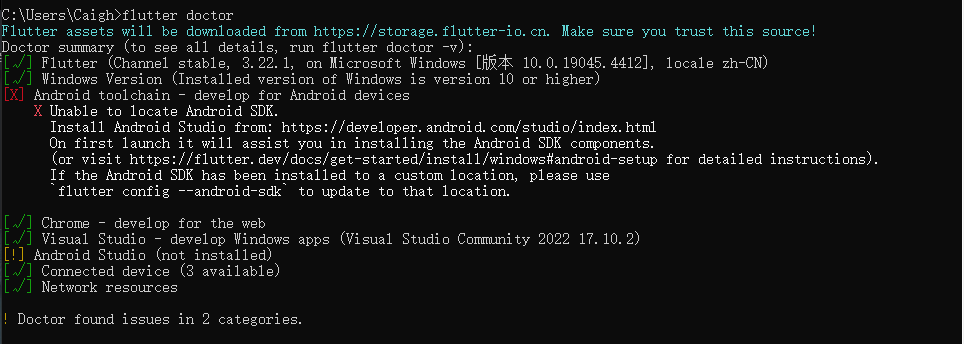 C:\Users\Caigh>flutter doctor
Flutter assets will be downloaded from https://storage.flutter-io.cn. Make sure you trust this source!
Doctor summary (to see all details, run flutter doctor -v):
[√] Flutter (Channel stable, 3.22.1, on Microsoft Windows [版本 10.0.19045.4412], locale zh-CN)
[√] Windows Version (Installed version of Windows is version 10 or higher)
[X] Android toolchain - develop for Android devices
X Unable to locate Android SDK.
Install Android Studio from: https://developer.android.com/studio/index.html
On first launch it will assist you in installing the Android SDK components.
(or visit https://flutter.dev/docs/get-started/install/windows#android-setup for detailed instructions).
If the Android SDK has been installed to a custom location, please use
`flutter config --android-sdk` to update to that location.
[√] Chrome - develop for the web
[√] Visual Studio - develop Windows apps (Visual Studio Community 2022 17.10.2)
[!] Android Studio (not installed)
[√] Connected device (3 available)
[√] Network resources
! Doctor found issues in 2 categories.